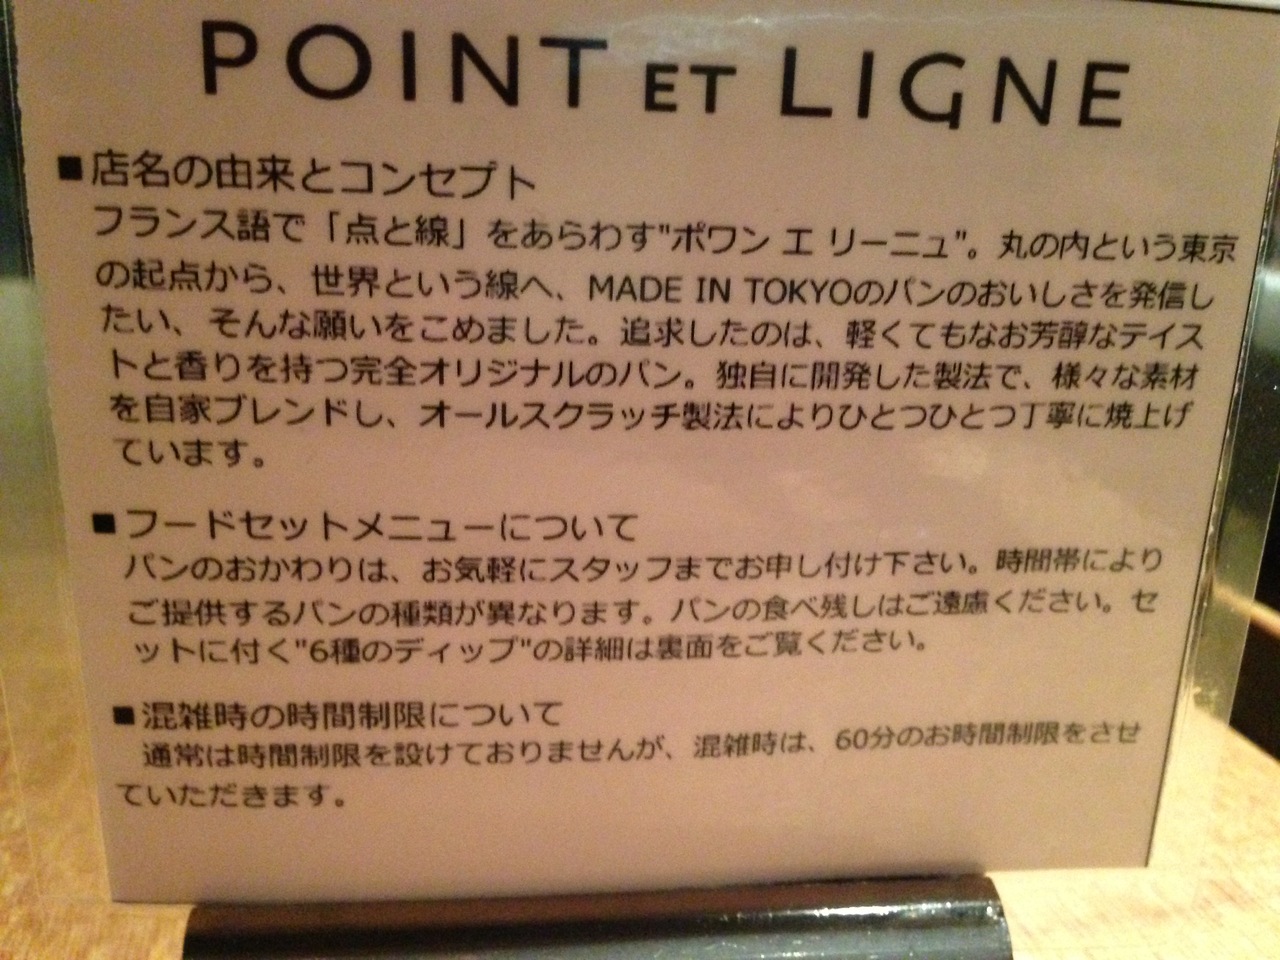 POINT ET LIGNE
■店名の由来とコンセプト
フランス語で「点と線」をあらわす"ポワン エ リーニュ"。丸の内という東京
の起点から、世界という線へ、MADE IN TOKYOのパンのおいしさを発信し
たい、そんな願いをこめました。追求したのは、軽くてもなお芳醇なテイス
トと香りを持つ完全オリジナルのパン。独自に開発した製法で、様々な素材
を自家ブレンドし、オールスクラッチ製法によりひとつひとつ丁寧に焼上げ
ています。
■フードセットメニューについて
パンのおかわりは、お気軽にスタッフまでお申し付け下さい。時間帯により
ご提供するパンの種類が異なります。パンの食べ残しはご遠慮ください。セ
ットに付く"6種のディップ"の詳細は裏面をご覧ください。
■混雑時の時間制限について
通常は時間制限を設けておりませんが、混雑時は、60分のお時間制限をさせ
ていただきます。